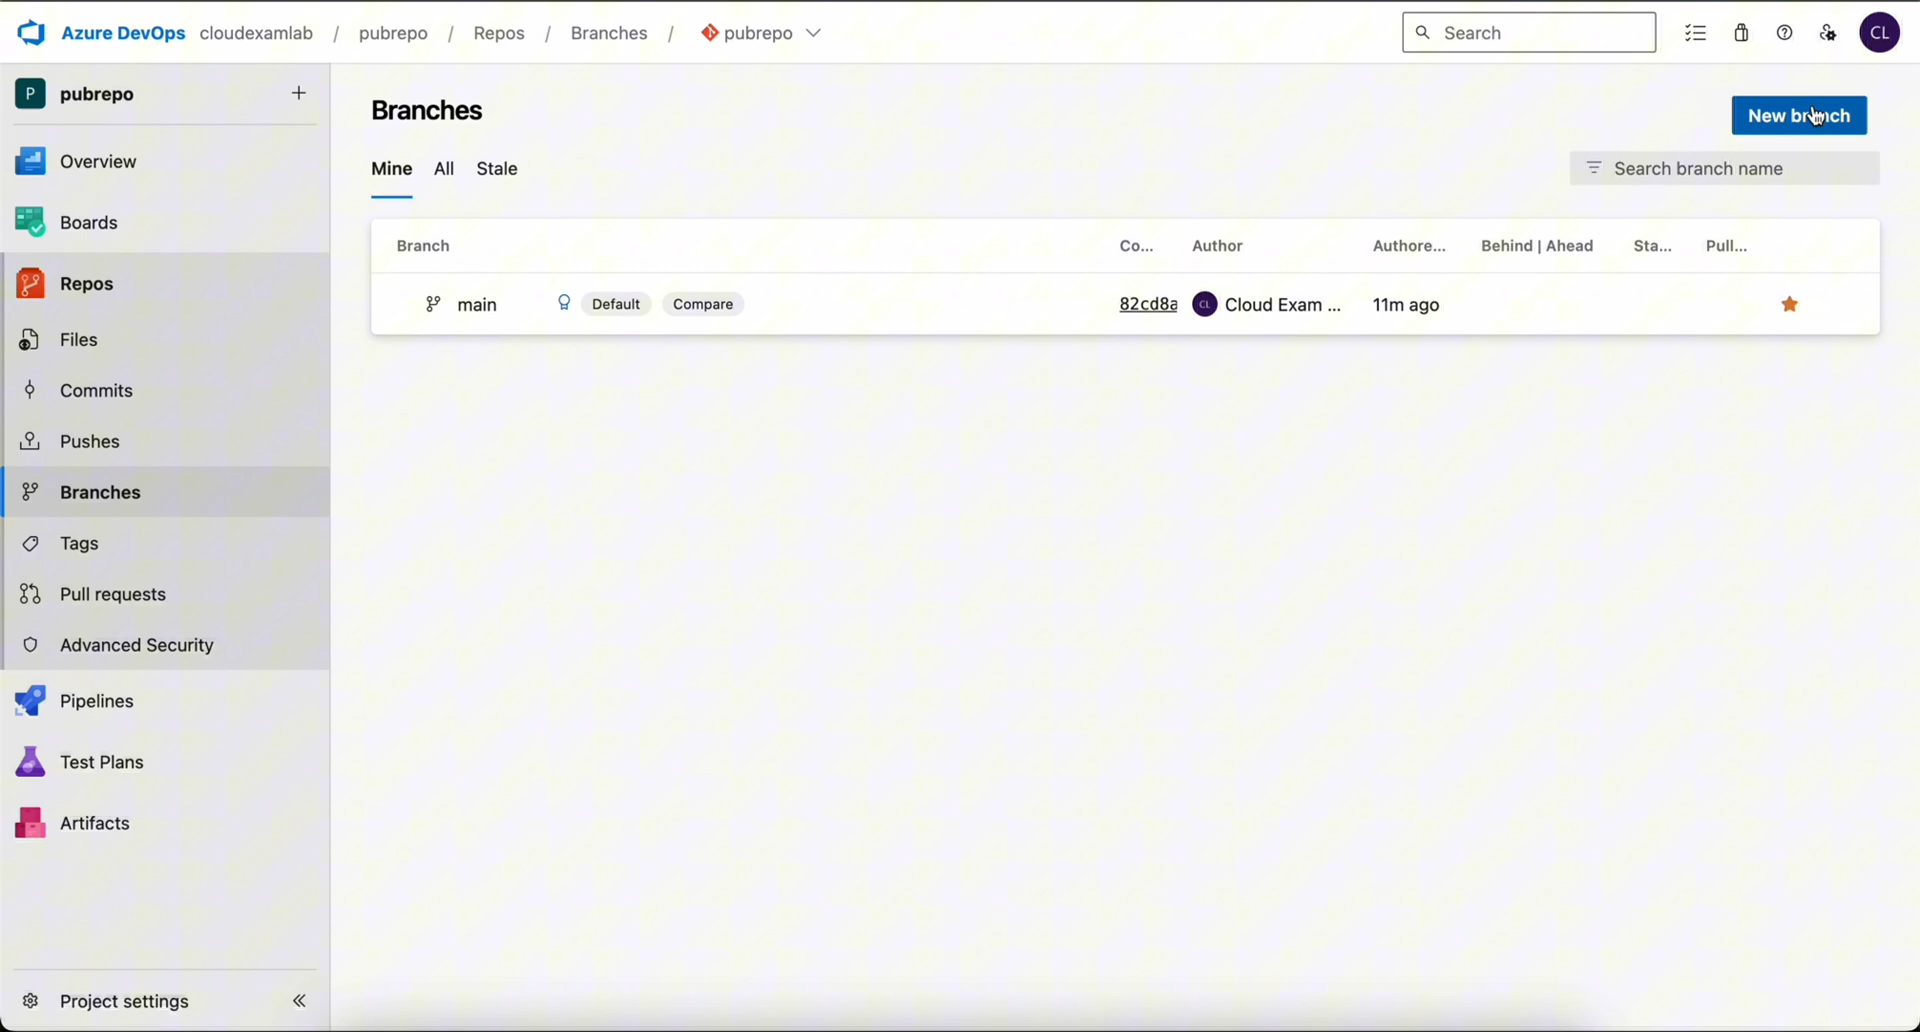 Azure DevOps cloudexamlab / pubrepo / Repos / Branches / pubrepo
Search
CL
P pubrepo
Overview
Boards
Repos
Files
Commits
Pushes
Branches
Tags
Pull requests
Advanced Security
Pipelines
Test Plans
Artifacts
Project settings
Branches
New branch
Mine All Stale
Search branch name
Branch Co... Author Authore... Behind | Ahead Sta... Pull...
main Default Compare 82cd8a CL Cloud Exam ... 11m ago